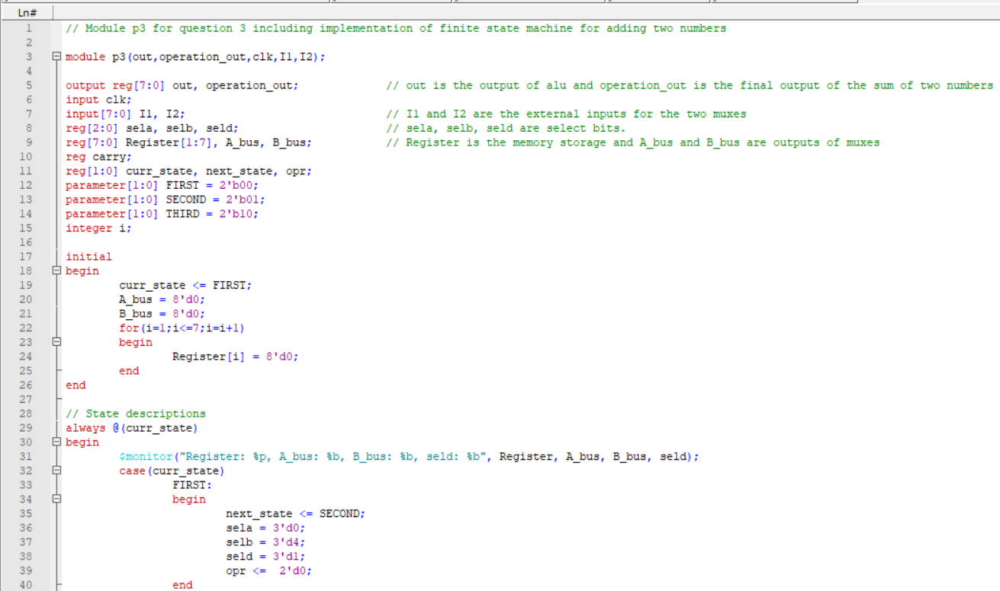 Ln#
1 // Module p3 for question 3 including implementation of finite state machine for adding two numbers
2
3 module p3(out,operation_out,clk,I1,I2);
4
5 output reg[7:0] out, operation_out; // out is the output of alu and operation_out is the final output of the sum of two numbers
6 input clk;
7 input[7:0] I1, I2; // I1 and I2 are the external inputs for the two muxes
8 reg[2:0] sela, selb, seld; // sela, selb, seld are select bits.
9 reg[7:0] Register[1:7], A_bus, B_bus; // Register is the memory storage and A_bus and B_bus are outputs of muxes
10 reg carry;
11 reg[1:0] curr_state, next_state, opr;
12 parameter[1:0] FIRST = 2'b00;
13 parameter[1:0] SECOND = 2'b01;
14 parameter[1:0] THIRD = 2'b10;
15 integer i;
16
17 initial
18 begin
19 curr_state <= FIRST;
20 A_bus = 8'd0;
21 B_bus = 8'd0;
22 for(i=1;i<=7;i=i+1)
23 begin
24 Register[i] = 8'd0;
25 end
26 end
27
28 // State descriptions
29 always @(curr_state)
30 begin
31 $monitor("Register: %p, A_bus: %b, B_bus: %b, seld: %b", Register, A_bus, B_bus, seld);
32 case(curr_state)
33 FIRST:
34 begin
35 next_state <= SECOND;
36 sela = 3'd0;
37 selb = 3'd4;
38 seld = 3'd1;
39 opr <= 2'd0;
40 end